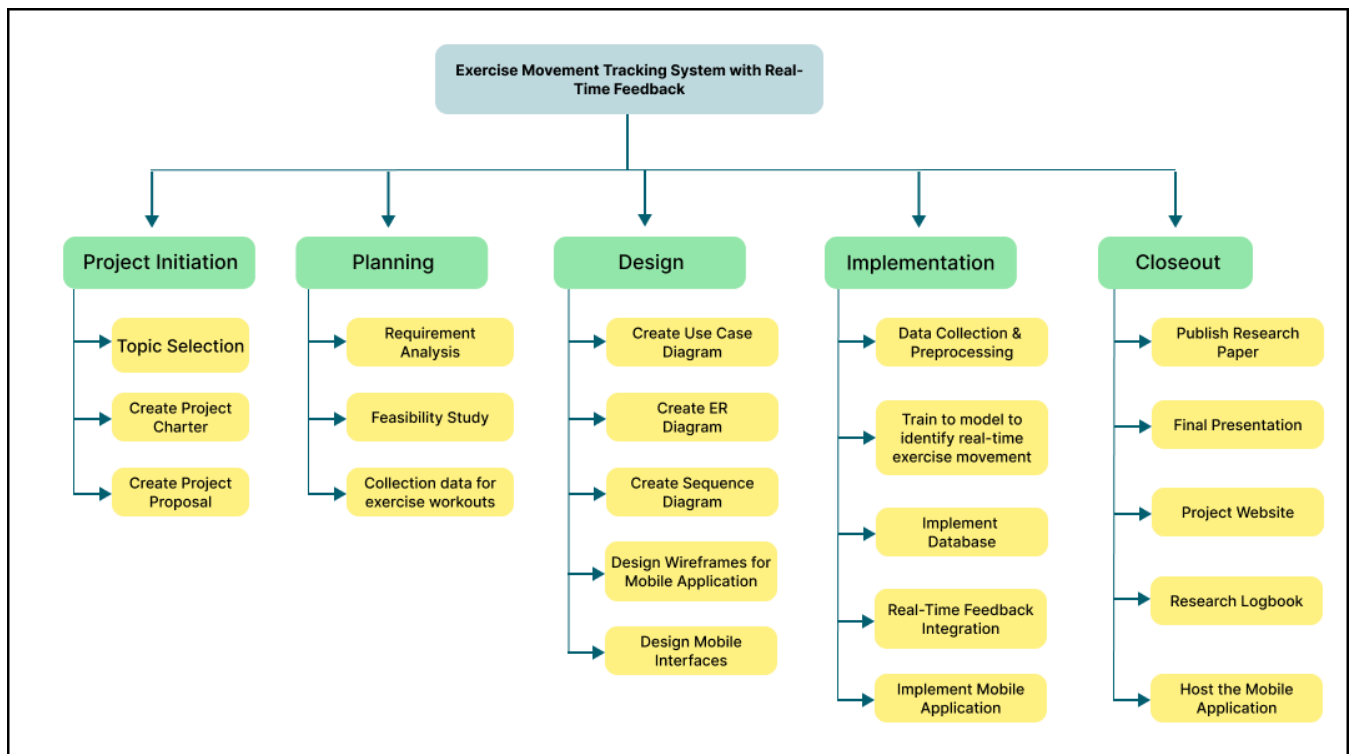 Exercise Movement Tracking System with Real-
Time Feedback
Project Initiation
Topic Selection
Create Project
Charter
Create Project
Proposal
Planning
Requirement
Analysis
Feasibility Study
Collection data for
exercise workouts
Design
Create Use Case
Diagram
Create ER
Diagram
Create Sequence
Diagram
Design Wireframes for
Mobile Application
Design Mobile
Interfaces
Implementation
Data Collection &
Preprocessing
Train to model to
identify real-time
exercise movement
Implement
Database
Real-Time Feedback
Integration
Implement Mobile
Application
Closeout
Publish Research
Paper
Final Presentation
Project Website
Research Logbook
Host the Mobile
Application